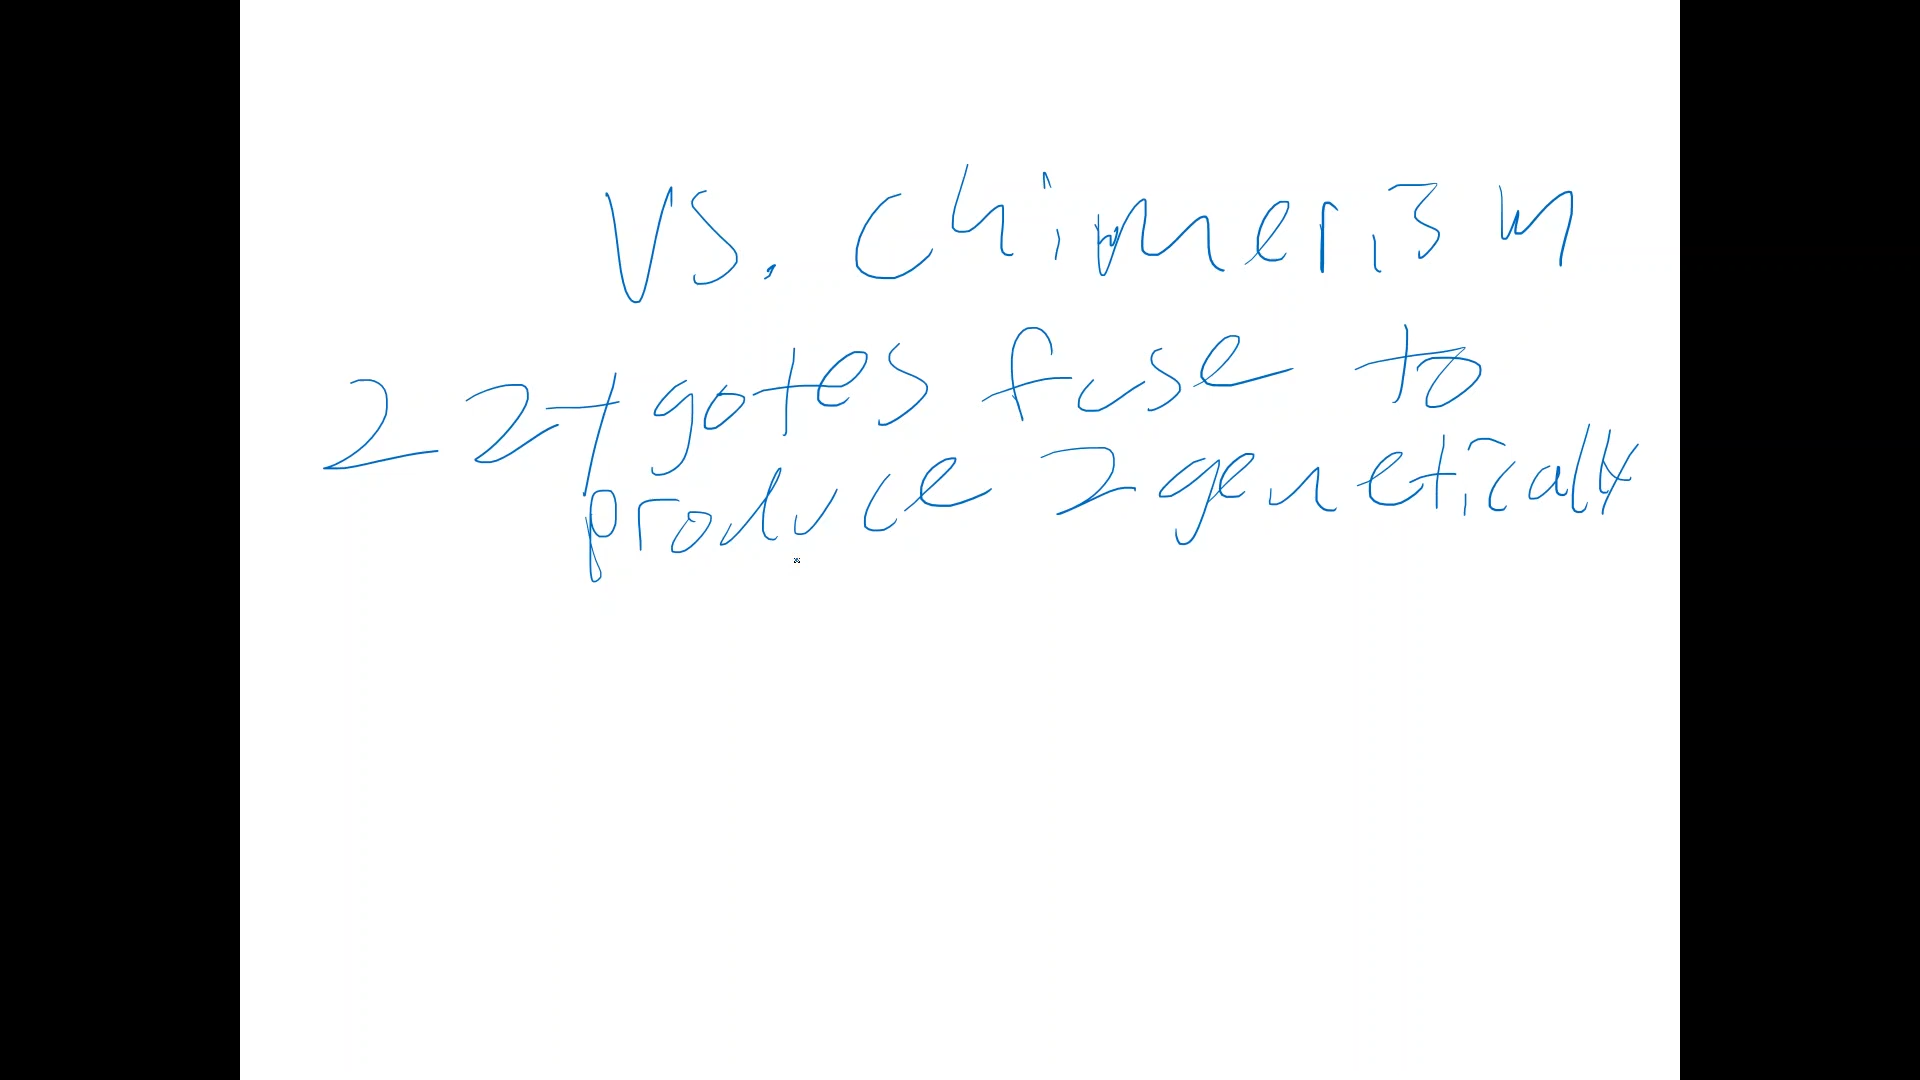 vs. chimerism
2 zygotes fuse to
produce 2 genetically